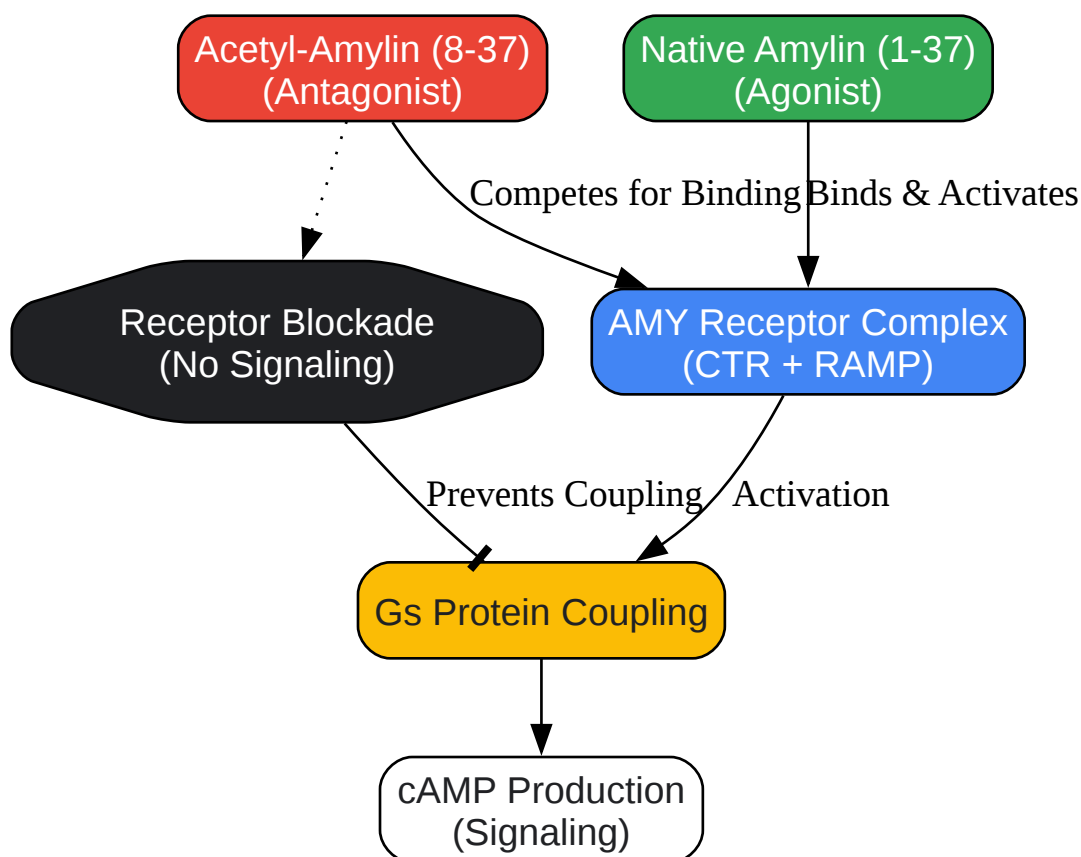 Acetyl-Amylin (8-37)
(Antagonist)
Native Amylin (1-37)
(Agonist)
Competes for Binding
Binds & Activates
Receptor Blockade
(No Signaling)
AMY Receptor Complex
(CTR + RAMP)
Prevents Coupling
Activation
Gs Protein Coupling
cAMP Production
(Signaling)